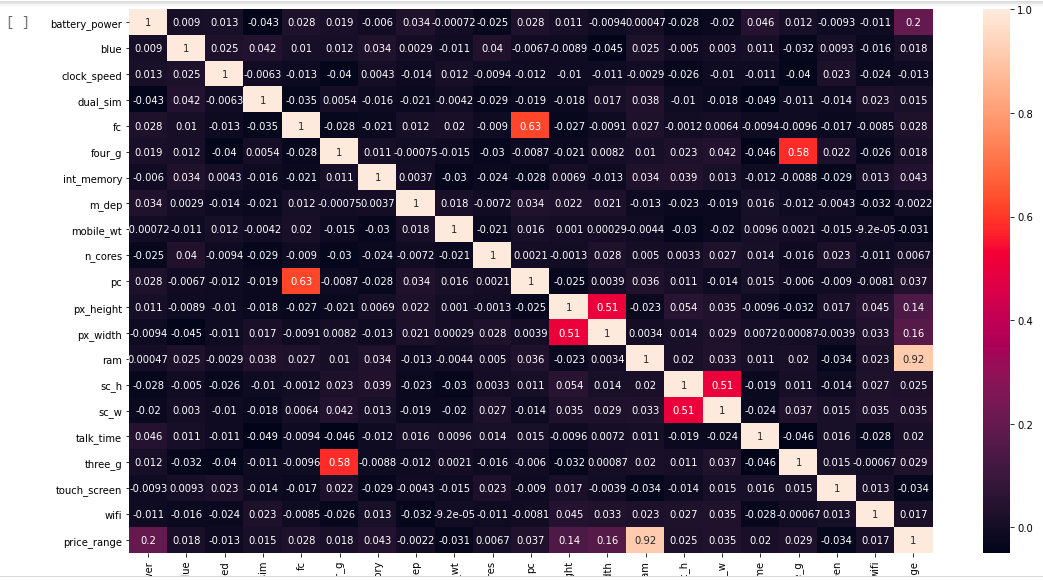 [ ]
battery_power 1 0.009 0.013 -0.043 0.028 0.019 -0.006 0.034 -0.00072 -0.025 0.028 0.011 -0.0094 0.00047 -0.028 -0.02 0.046 0.012 -0.0093 -0.011 0.2
blue 0.009 1 0.025 0.042 0.01 0.012 0.034 0.0029 -0.011 0.04 -0.0067 -0.0089 -0.045 0.025 -0.005 0.003 0.011 -0.032 0.0093 -0.016 0.018
clock_speed 0.013 0.025 1 -0.0063 -0.013 -0.04 0.0043 -0.014 0.012 -0.0094 -0.012 -0.01 -0.011 -0.0029 -0.026 -0.01 -0.011 -0.04 0.023 -0.024 -0.013
dual_sim -0.043 0.042 -0.0063 1 -0.035 0.0054 -0.016 -0.021 -0.0042 -0.029 -0.019 -0.018 0.017 0.038 -0.01 -0.018 -0.049 -0.011 -0.014 0.023 0.015
fc 0.028 0.01 -0.013 -0.035 1 -0.028 -0.021 0.012 0.02 -0.009 0.63 -0.027 -0.0091 0.027 -0.0012 0.0064 -0.0094 -0.0096 -0.017 -0.0085 0.028
four_g 0.019 0.012 -0.04 0.0054 -0.028 1 0.011 -0.00075 -0.015 -0.03 -0.0087 -0.021 0.0082 0.01 0.023 0.042 -0.046 0.58 0.022 -0.026 0.018
int_memory -0.006 0.034 0.0043 -0.016 -0.021 0.011 1 0.0037 -0.03 -0.024 -0.028 0.0069 -0.013 0.034 0.039 0.013 -0.012 -0.0088 -0.029 0.013 0.043
m_dep 0.034 0.0029 -0.014 -0.021 0.012 -0.00075 0.0037 1 0.018 -0.0072 0.034 0.022 0.021 -0.013 -0.023 -0.019 0.016 -0.012 -0.0043 -0.032 -0.0022
mobile_wt 0.00072 -0.011 0.012 -0.0042 0.02 -0.015 -0.03 0.018 1 -0.021 0.016 0.001 0.00029 -0.0044 -0.03 -0.02 0.0096 0.0021 -0.015 -9.2e-05 -0.031
n_cores -0.025 0.04 -0.0094 -0.029 -0.009 -0.03 -0.024 -0.0072 -0.021 1 0.0021 -0.0013 0.028 0.005 0.0033 0.027 0.014 -0.016 0.023 -0.011 0.0067
pc 0.028 -0.0067 -0.012 -0.019 0.63 -0.0087 -0.028 0.034 0.016 0.0021 1 -0.025 0.0039 0.036 0.011 -0.014 0.015 -0.006 -0.009 -0.0081 0.037
px_height 0.011 -0.0089 -0.01 -0.018 -0.027 -0.021 0.0069 0.022 0.001 -0.0013 -0.025 1 0.51 -0.023 0.054 0.035 -0.0096 -0.032 0.017 0.045 0.14
px_width -0.0094 -0.045 -0.011 0.017 -0.0091 0.0082 -0.013 0.021 0.00029 0.028 0.0039 0.51 1 0.0034 0.014 0.029 0.0072 0.00087 -0.0039 0.033 0.16
ram 0.00047 0.025 -0.0029 0.038 0.027 0.01 0.034 -0.013 -0.0044 0.005 0.036 -0.023 0.0034 1 0.02 0.033 0.011 0.02 -0.034 0.023 0.92
sc_h -0.028 -0.005 -0.026 -0.01 -0.0012 0.023 0.039 -0.023 -0.03 0.0033 0.011 0.054 0.014 0.02 1 0.51 -0.019 0.011 -0.014 0.027 0.025
sc_w -0.02 0.003 -0.01 -0.018 0.0064 0.042 0.013 -0.019 -0.02 0.027 -0.014 0.035 0.029 0.033 0.51 1 -0.024 0.037 0.015 0.035 0.035
talk_time 0.046 0.011 -0.011 -0.049 -0.0094 -0.046 -0.012 0.016 0.0096 0.014 0.015 -0.0096 0.0072 0.011 -0.019 -0.024 1 -0.046 0.016 -0.028 0.02
three_g 0.012 -0.032 -0.04 -0.011 -0.0096 0.58 -0.0088 -0.012 0.0021 -0.016 -0.006 -0.032 0.00087 0.02 0.011 0.037 -0.046 1 0.015 -0.00067 0.029
touch_screen -0.0093 0.0093 0.023 -0.014 -0.017 0.022 -0.029 -0.0043 -0.015 0.023 -0.009 0.017 -0.0039 -0.034 -0.014 0.015 0.016 0.015 1 0.013 -0.034
wifi -0.011 -0.016 -0.024 0.023 -0.0085 -0.026 0.013 -0.032 -9.2e-05 -0.011 -0.0081 0.045 0.033 0.023 0.027 0.035 -0.028 -0.00067 0.013 1 0.017
price_range 0.2 0.018 -0.013 0.015 0.028 0.018 0.043 -0.0022 -0.031 0.0067 0.037 0.14 0.16 0.92 0.025 0.035 0.02 0.029 -0.034 0.017 1
wer lue ed sim fc r_g ory ep wt res pc ght dth am _h _w me y_g een wifi ge
1.0
0.8
0.6
0.4
0.2
0.0